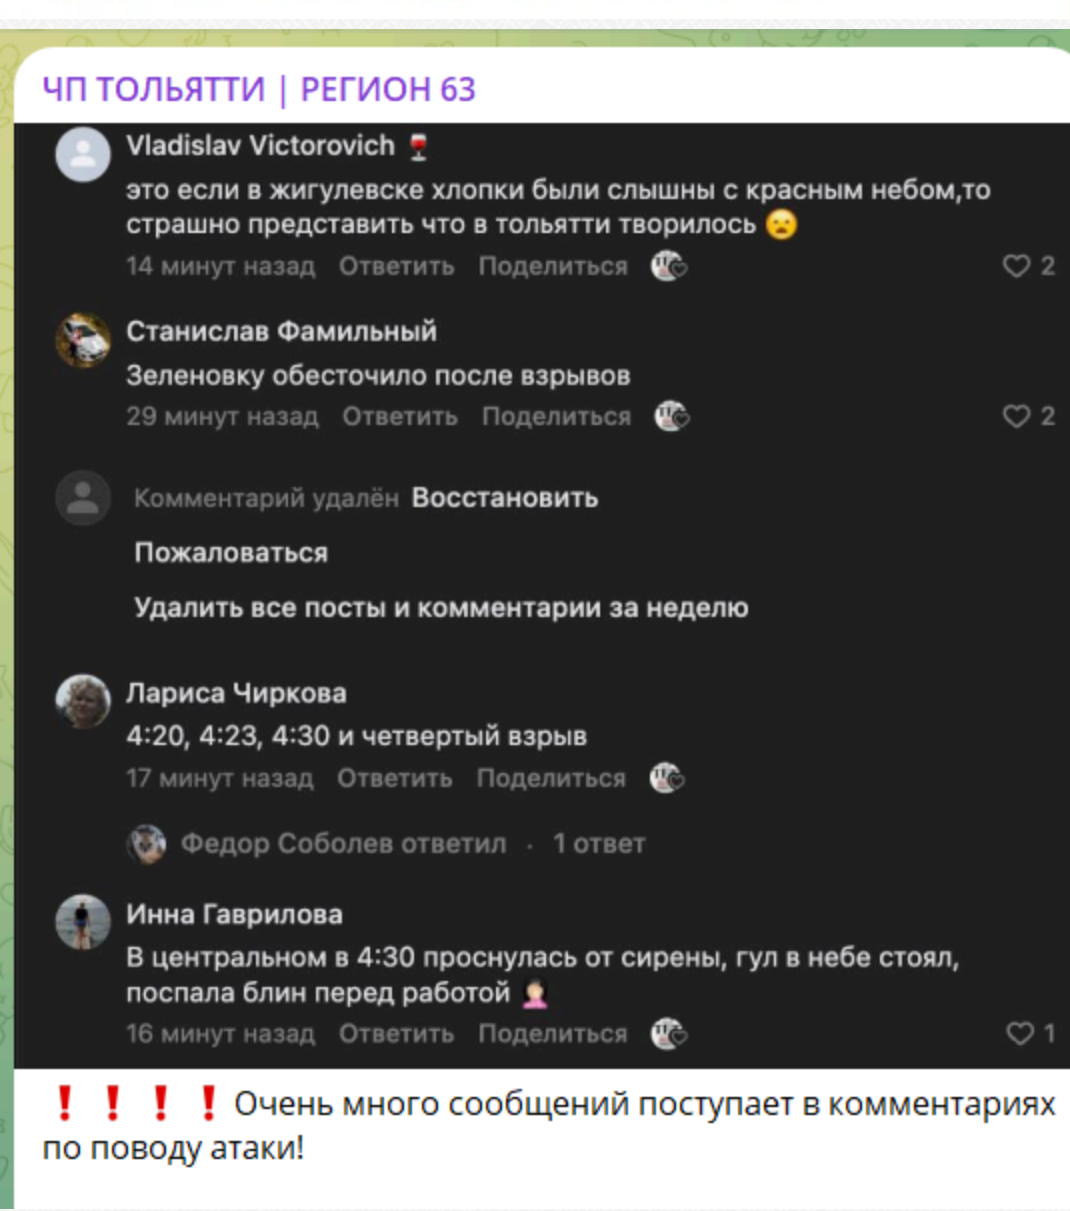 ЧП ТОЛЬЯТТИ | РЕГИОН 63
Vladislav Victorovich 🍷
это если в жигулевске хлопки были слышны с красным небом,то
страшно представить что в тольятти творилось 😦
14 минут назад Ответить Поделиться 2
Станислав Фамильный
Зеленовку обесточило после взрывов
29 минут назад Ответить Поделиться 2
Комментарий удалён Восстановить
Пожаловаться
Удалить все посты и комментарии за неделю
Лариса Чиркова
4:20, 4:23, 4:30 и четвертый взрыв
17 минут назад Ответить Поделиться
Федор Соболев ответил · 1 ответ
Инна Гаврилова
В центральном в 4:30 проснулась от сирены, гул в небе стоял,
поспала блин перед работой 🤦🏻‍♀️
16 минут назад Ответить Поделиться 1
❗❗❗❗ Очень много сообщений поступает в комментариях
по поводу атаки!